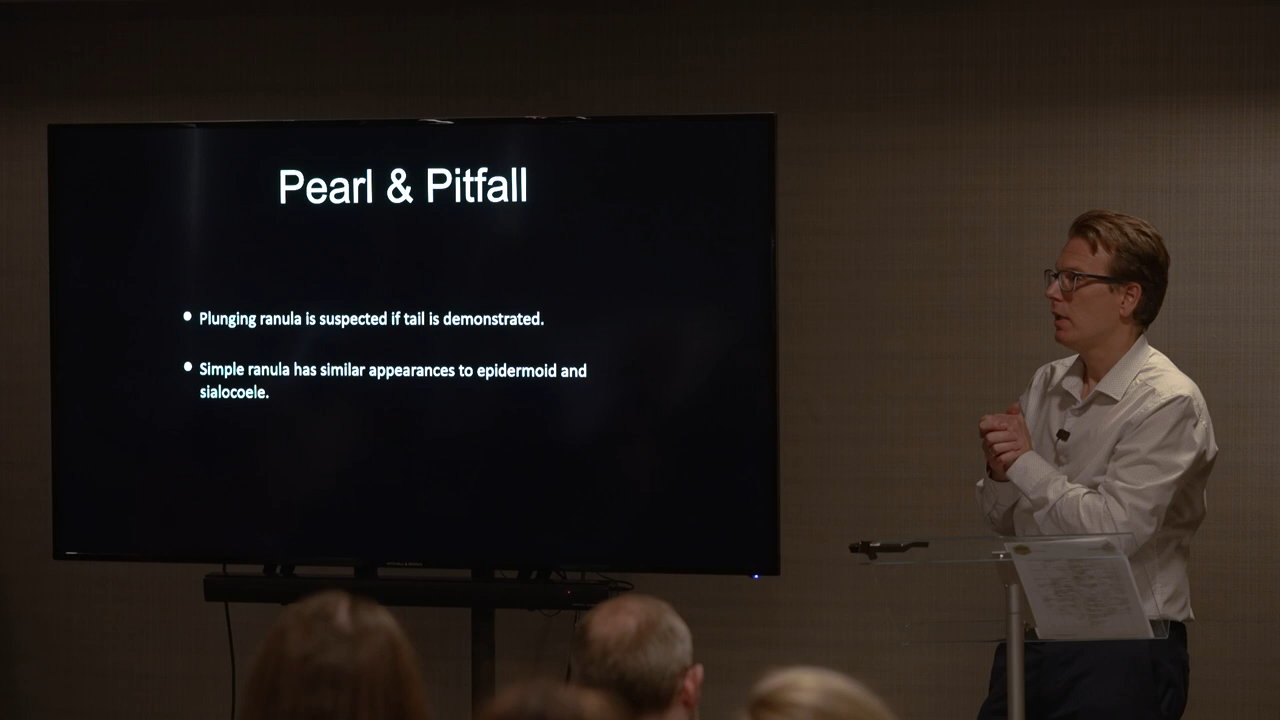 Pearl & Pitfall
• Plunging ranula is suspected if tail is demonstrated.
• Simple ranula has similar appearances to epidermoid and
sialocoele.